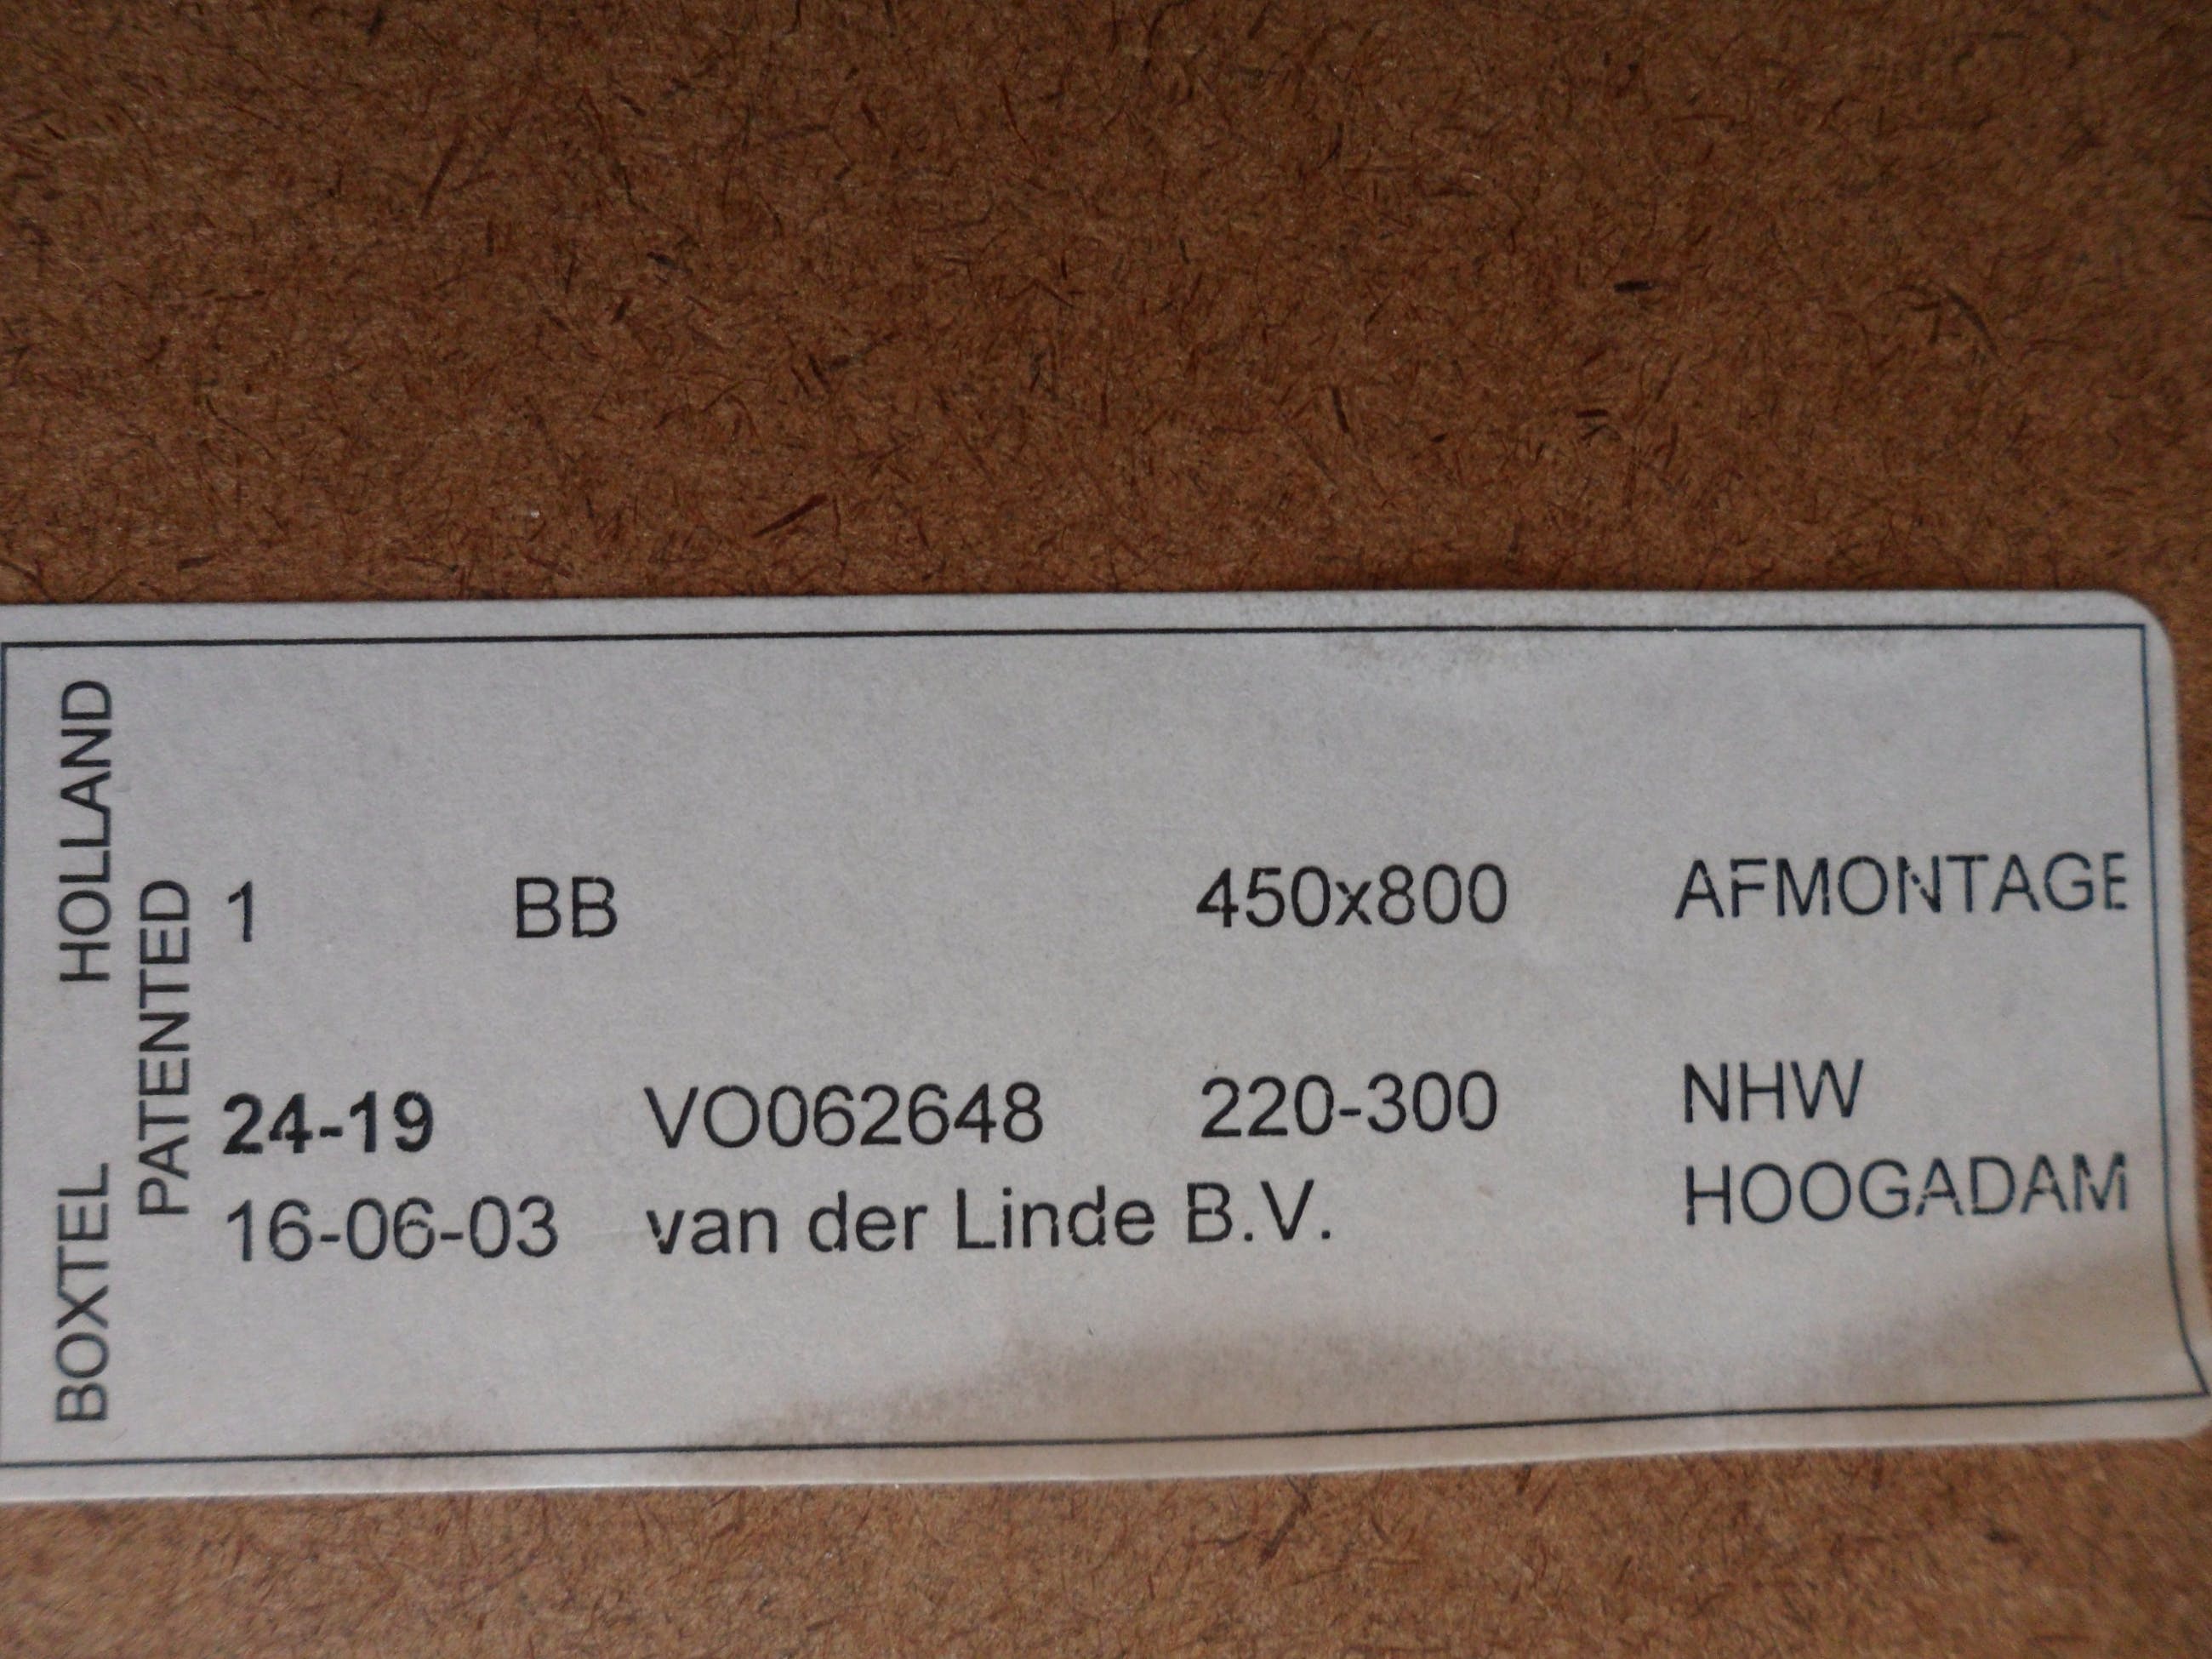 BOXTEL HOLLAND
PATENTED
1 BB 450x800 AFMONTAGE
24-19 VO062648 220-300 NHW
16-06-03 van der Linde B.V. HOOGADAM